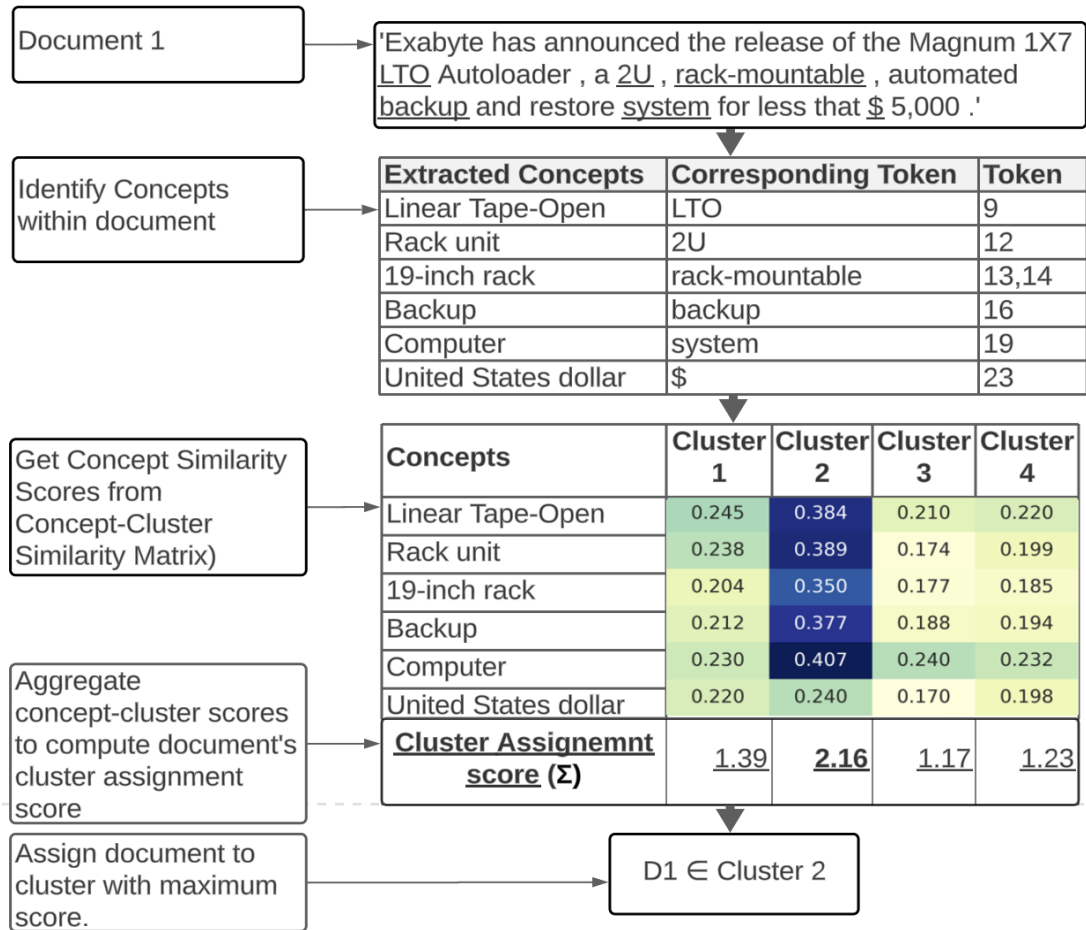 Document 1
'Exabyte has announced the release of the Magnum 1X7
LTO Autoloader , a 2U , rack-mountable , automated
backup and restore system for less that $ 5,000 .'
Identify Concepts
within document
Extracted Concepts Corresponding Token Token
Linear Tape-Open LTO 9
Rack unit 2U 12
19-inch rack rack-mountable 13,14
Backup backup 16
Computer system 19
United States dollar $ 23
Get Concept Similarity
Scores from
Concept-Cluster
Similarity Matrix)
Concepts Cluster 1 Cluster 2 Cluster 3 Cluster 4
Linear Tape-Open 0.245 0.384 0.210 0.220
Rack unit 0.238 0.389 0.174 0.199
19-inch rack 0.204 0.350 0.177 0.185
Backup 0.212 0.377 0.188 0.194
Computer 0.230 0.407 0.240 0.232
United States dollar 0.220 0.240 0.170 0.198
Aggregate
concept-cluster scores
to compute document's
cluster assignment
score
Cluster Assignemnt
score (Σ) 1.39 2.16 1.17 1.23
Assign document to
cluster with maximum
score.
D1 ∈ Cluster 2